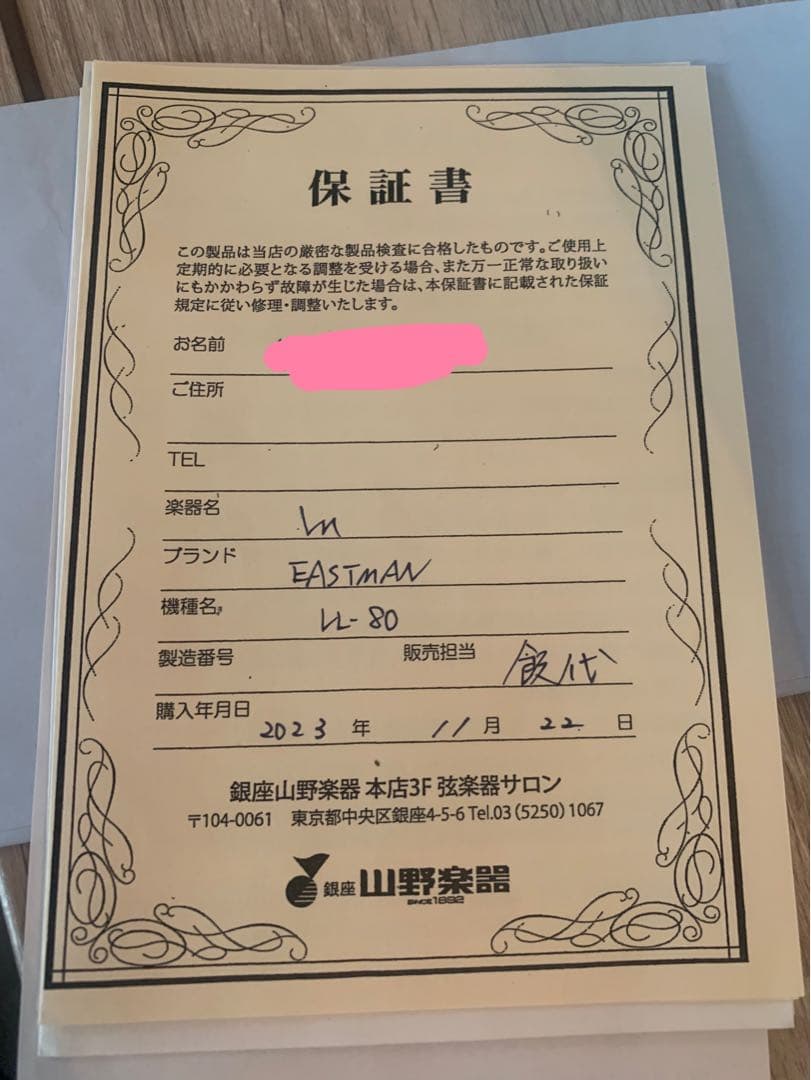 保証書
この製品は当店の厳密な製品検査に合格したものです。ご使用上
定期的に必要となる調整を受ける場合、また万一正常な取り扱い
にもかかわらず故障が生じた場合は、本保証書に記載された保証
規定に従い修理・調整いたします。
お名前
ご住所
TEL
楽器名 Vn
ブランド EASTMAN
機種名 VL-80
製造番号 販売担当 飯代
購入年月日 2023 年 11 月 22 日
銀座山野楽器 本店3F 弦楽器サロン
〒104-0061 東京都中央区銀座4-5-6 Tel.03(5250)1067
銀座 山野楽器
SINCE 1892